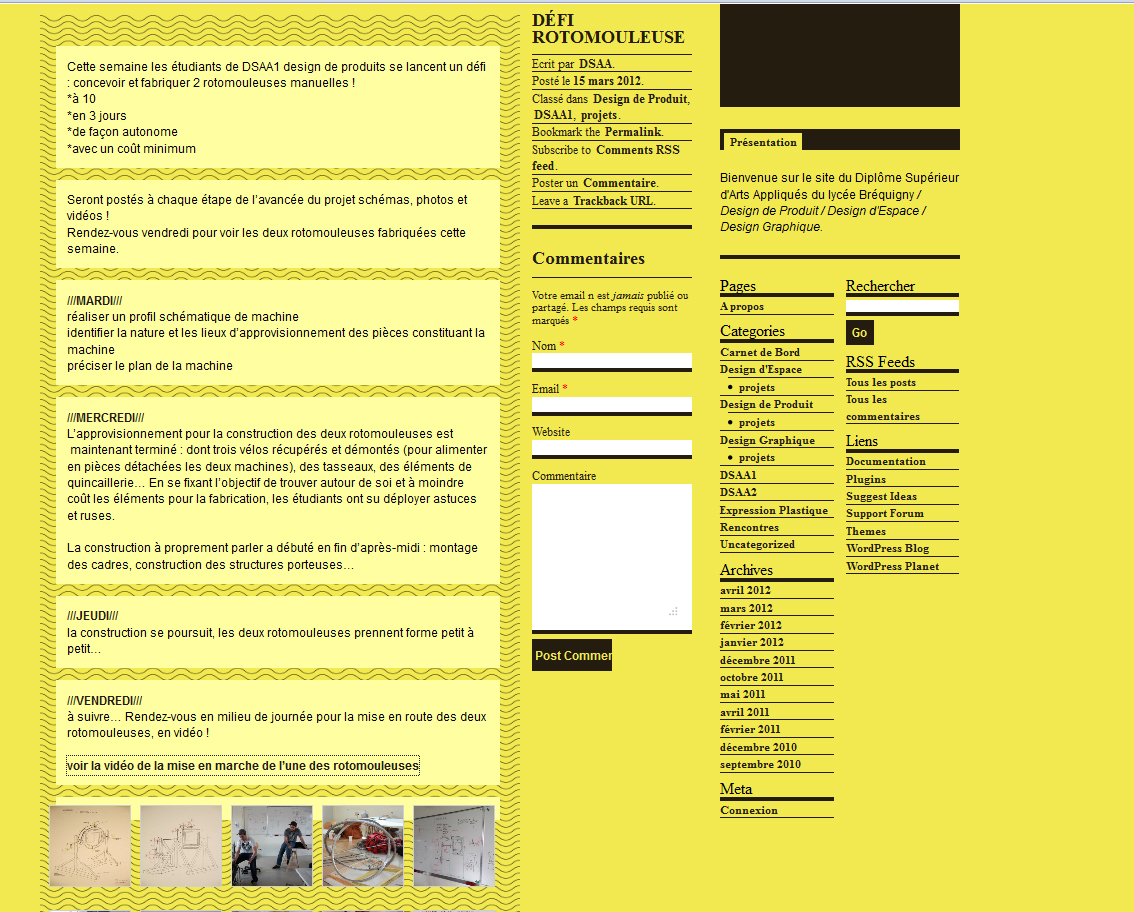 Cette semaine les étudiants de DSAA1 design de produits se lancent un défi
: concevoir et fabriquer 2 rotomouleuses manuelles !
*à 10
*en 3 jours
*de façon autonome
*avec un coût minimum
Seront postés à chaque étape de l'avancée du projet schémas, photos et
vidéos !
Rendez-vous vendredi pour voir les deux rotomouleuses fabriquées cette
semaine.
///MARDI///
réaliser un profil schématique de machine
identifier la nature et les lieux d'approvisionnement des pièces constituant la
machine
préciser le plan de la machine
///MERCREDI///
L'approvisionnement pour la construction des deux rotomouleuses est
maintenant terminé : dont trois vélos récupérés et démontés (pour alimenter
en pièces détachées les deux machines), des tasseaux, des éléments de
quincaillerie… En se fixant l'objectif de trouver autour de soi et à moindre
coût les éléments pour la fabrication, les étudiants ont su déployer astuces
et ruses.
La construction à proprement parler a débuté en fin d'après-midi : montage
des cadres, construction des structures porteuses…
///JEUDI///
la construction se poursuit, les deux rotomouleuses prennent forme petit à
petit…
///VENDREDI///
à suivre… Rendez-vous en milieu de journée pour la mise en route des deux
rotomouleuses, en vidéo !
voir la vidéo de la mise en marche de l'une des rotomouleuses
DÉFI
ROTOMOULEUSE
Ecrit par DSAA.
Posté le 15 mars 2012.
Classé dans Design de Produit,
DSAA1, projets.
Bookmark the Permalink.
Subscribe to Comments RSS
feed.
Poster un Commentaire.
Leave a Trackback URL.
Commentaires
Votre email n est jamais publié ou
partagé. Les champs requis sont
marqués *
Nom *
Email *
Website
Commentaire
Post Commen
Présentation
Bienvenue sur le site du Diplôme Supérieur
d'Arts Appliqués du lycée Bréquigny /
Design de Produit / Design d'Espace /
Design Graphique.
Pages
A propos
Categories
Carnet de Bord
Design d'Espace
projets
Design de Produit
projets
Design Graphique
projets
DSAA1
DSAA2
Expression Plastique
Rencontres
Uncategorized
Archives
avril 2012
mars 2012
février 2012
janvier 2012
décembre 2011
octobre 2011
mai 2011
avril 2011
février 2011
décembre 2010
septembre 2010
Meta
Connexion
Rechercher
Go
RSS Feeds
Tous les posts
Tous les
commentaires
Liens
Documentation
Plugins
Suggest Ideas
Support Forum
Themes
WordPress Blog
WordPress Planet